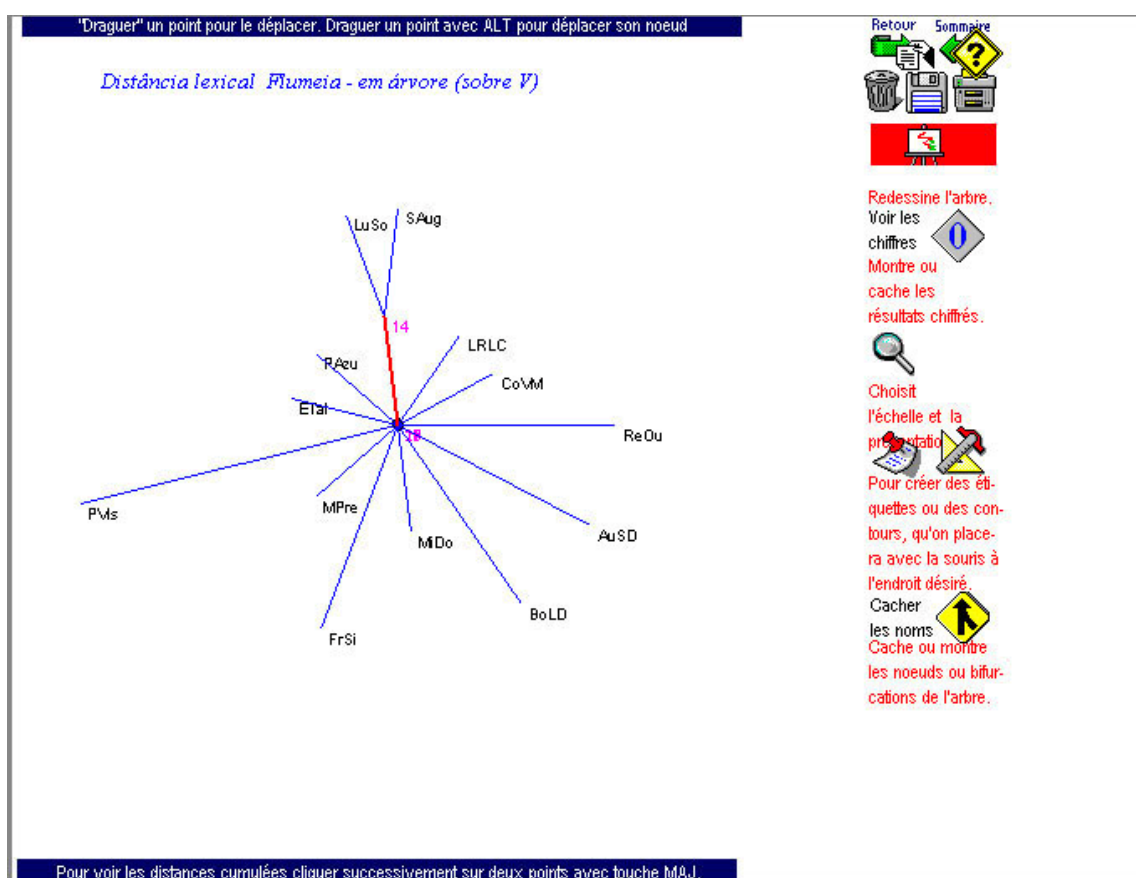 "Draguer" un point pour le déplacer. Draguer un point avec ALT pour déplacer son noeud
Distância lexical Flumeia - em árvore (sobre V)
LuSo
SAug
14
LRLC
RAzu
CoVM
ETal
ReOu
PVIs
MPre
MiDo
AuSD
BoLD
FrSi
Retour
Sommaire
?
Redessine l'arbre.
Voir les
chiffres
0
Montre ou
cache les
résultats chiffrés.
Choisit
l'échelle et la
Pour créer des éti-
quettes ou des con-
tours, qu'on place-
ra avec la souris à
l'endroit désiré.
Cacher
les noms
Cache ou montre
les noeuds ou bifur-
cations de l'arbre.
Pour voir les distances cumulées cliquer successivement sur deux points avec touche MAJ.